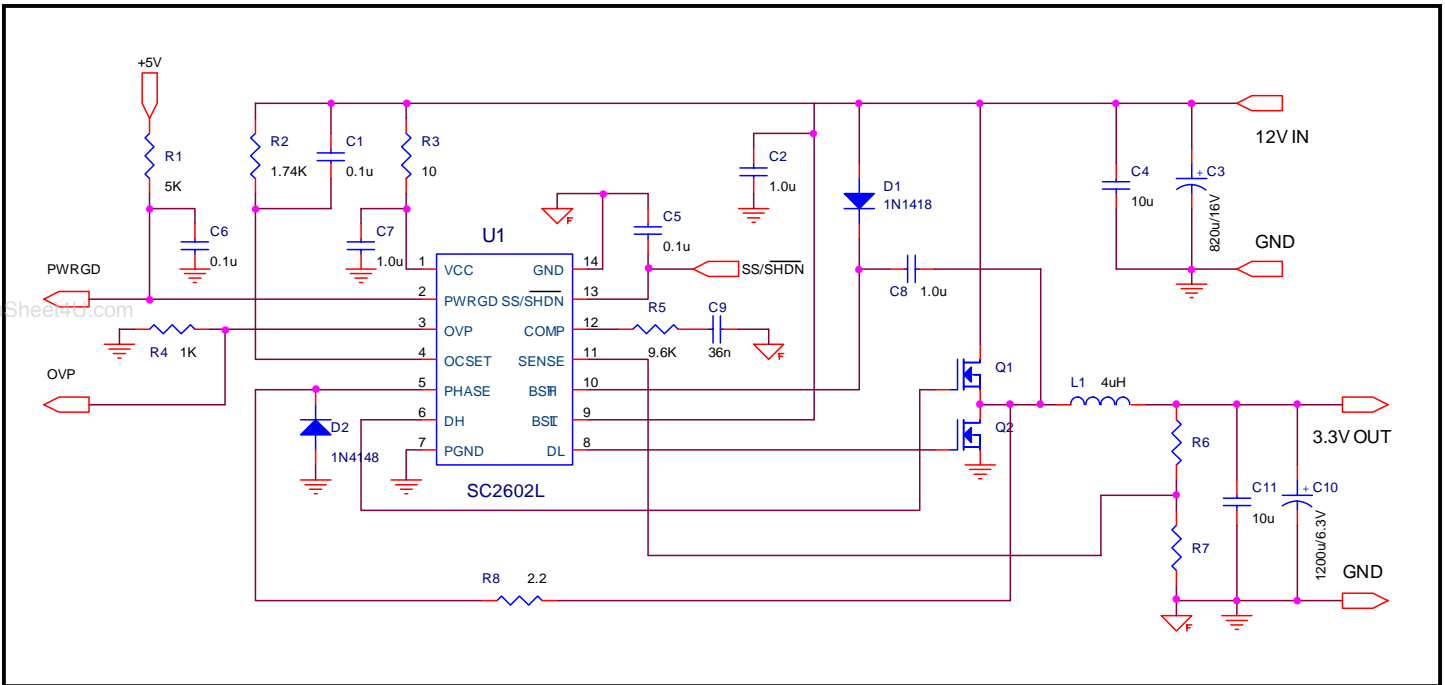 +5V
R1
5K
R2
1.74K
C1
0.1u
R3
10
C2
1.0u
D1
1N1418
C4
10u
+
C3
820u/16V
12V IN
GND
C6
0.1u
C7
1.0u
U1
C5
0.1u
SS/SHDN
C8
1.0u
PWRGD
Sheet4U.com
R4
1K
OVP
1
VCC
2
PWRGD
3
OVP
4
OCSET
5
PHASE
6
DH
7
PGND
GND
14
SS/SHDN
13
COMP
12
SENSE
11
BSTH
10
BSTL
9
DL
8
SC2602L
F
R5
9.6K
C9
36n
F
D2
1N4148
Q1
Q2
L1
4uH
3.3V OUT
R6
R7
C11
10u
+
C10
1200u/6.3V
GND
F
R8
2.2